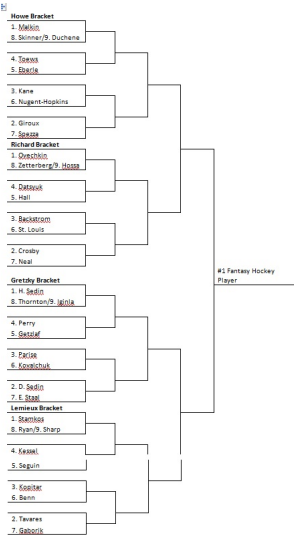 Howe Bracket
1. Malkin
8. Skinner/9. Duchene
4. Toews
5. Eberle
3. Kane
6. Nugent-Hopkins
2. Giroux
7. Spezza
Richard Bracket
1. Ovechkin
8. Zetterberg/9. Hossa
4. Datsyuk
5. Hall
3. Backstrom
6. St. Louis
2. Crosby
7. Neal
#1 Fantasy Hockey
Player
Gretzky Bracket
1. H. Sedin
8. Thornton/9. Iginla
4. Perry
5. Getzlaf
3. Parise
6. Kovalchuk
2. D. Sedin
7. E. Staal
Lemieux Bracket
1. Stamkos
8. Ryan/9. Sharp
4. Kessel
5. Seguin
3. Kopitar
6. Benn
2. Tavares
7. Gaborik